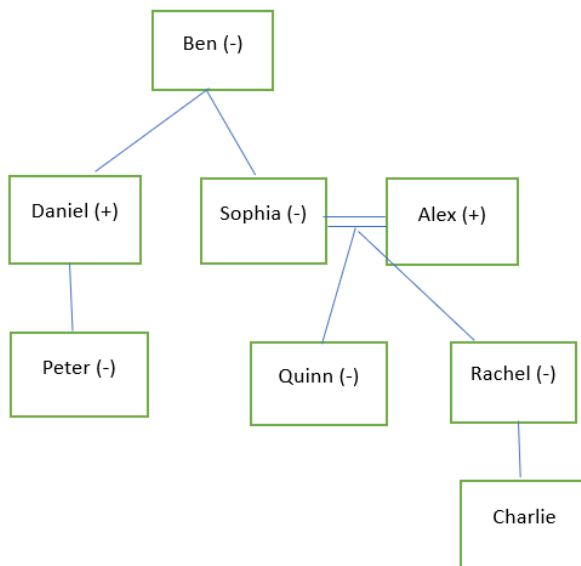 Ben (-)
Daniel (+)
Sophia (-)
Alex (+)
Peter (-)
Quinn (-)
Rachel (-)
Charlie